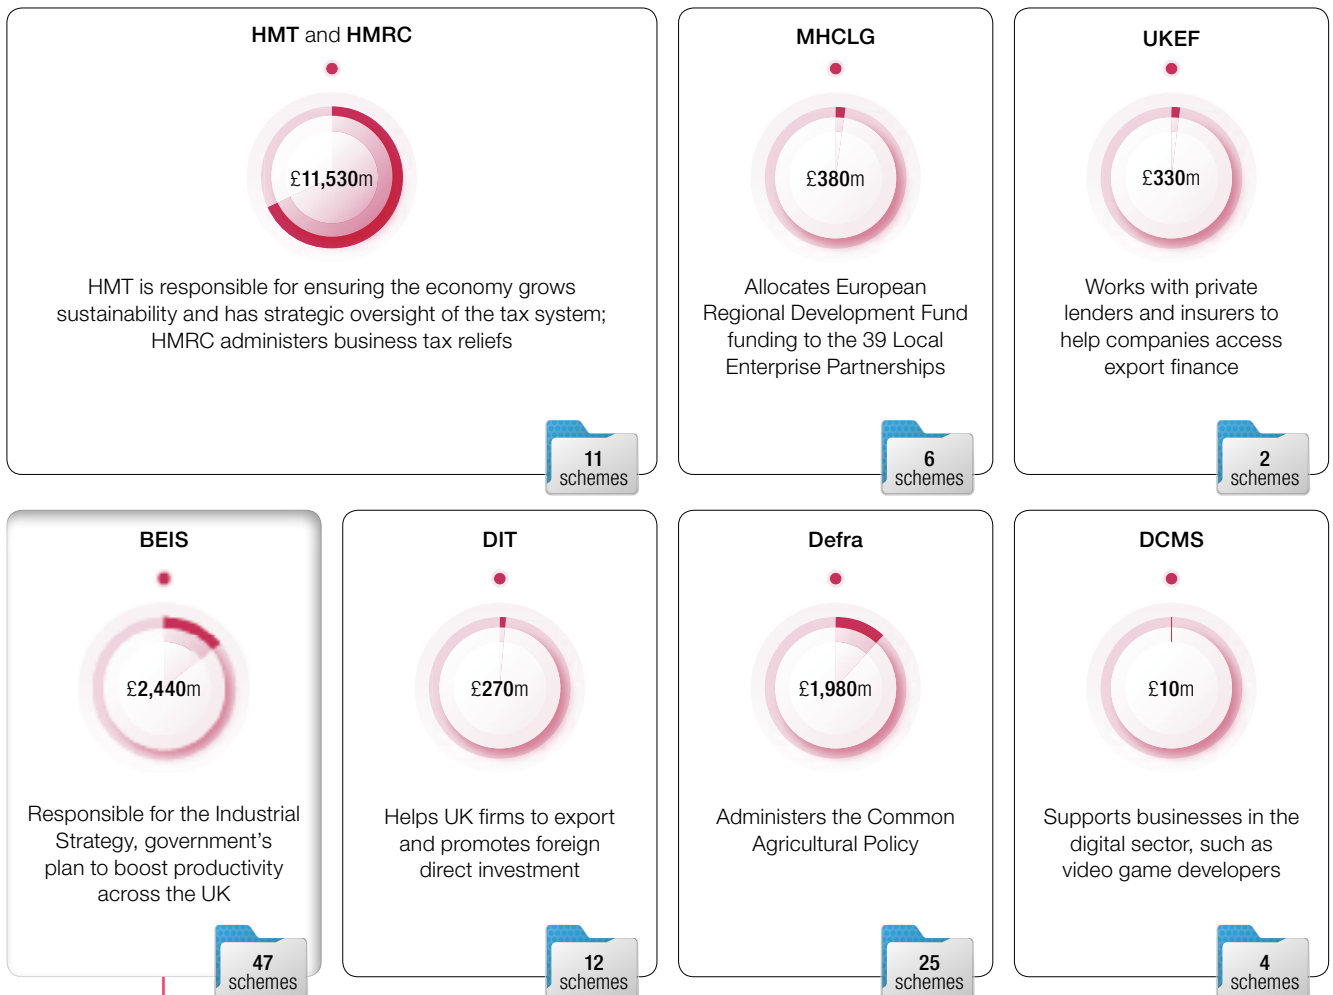 HMT and HMRC
£11,530m
HMT is responsible for ensuring the economy grows
sustainability and has strategic oversight of the tax system;
HMRC administers business tax reliefs
11
schemes
MHCLG
£380m
Allocates European
Regional Development Fund
funding to the 39 Local
Enterprise Partnerships
6
schemes
UKEF
£330m
Works with private
lenders and insurers to
help companies access
export finance
2
schemes
BEIS
£2,440m
Responsible for the Industrial
Strategy, government’s
plan to boost productivity
across the UK
47
schemes
DIT
£270m
Helps UK firms to export
and promotes foreign
direct investment
12
schemes
Defra
£1,980m
Administers the Common
Agricultural Policy
25
schemes
DCMS
£10m
Supports businesses in the
digital sector, such as
video game developers
4
schemes